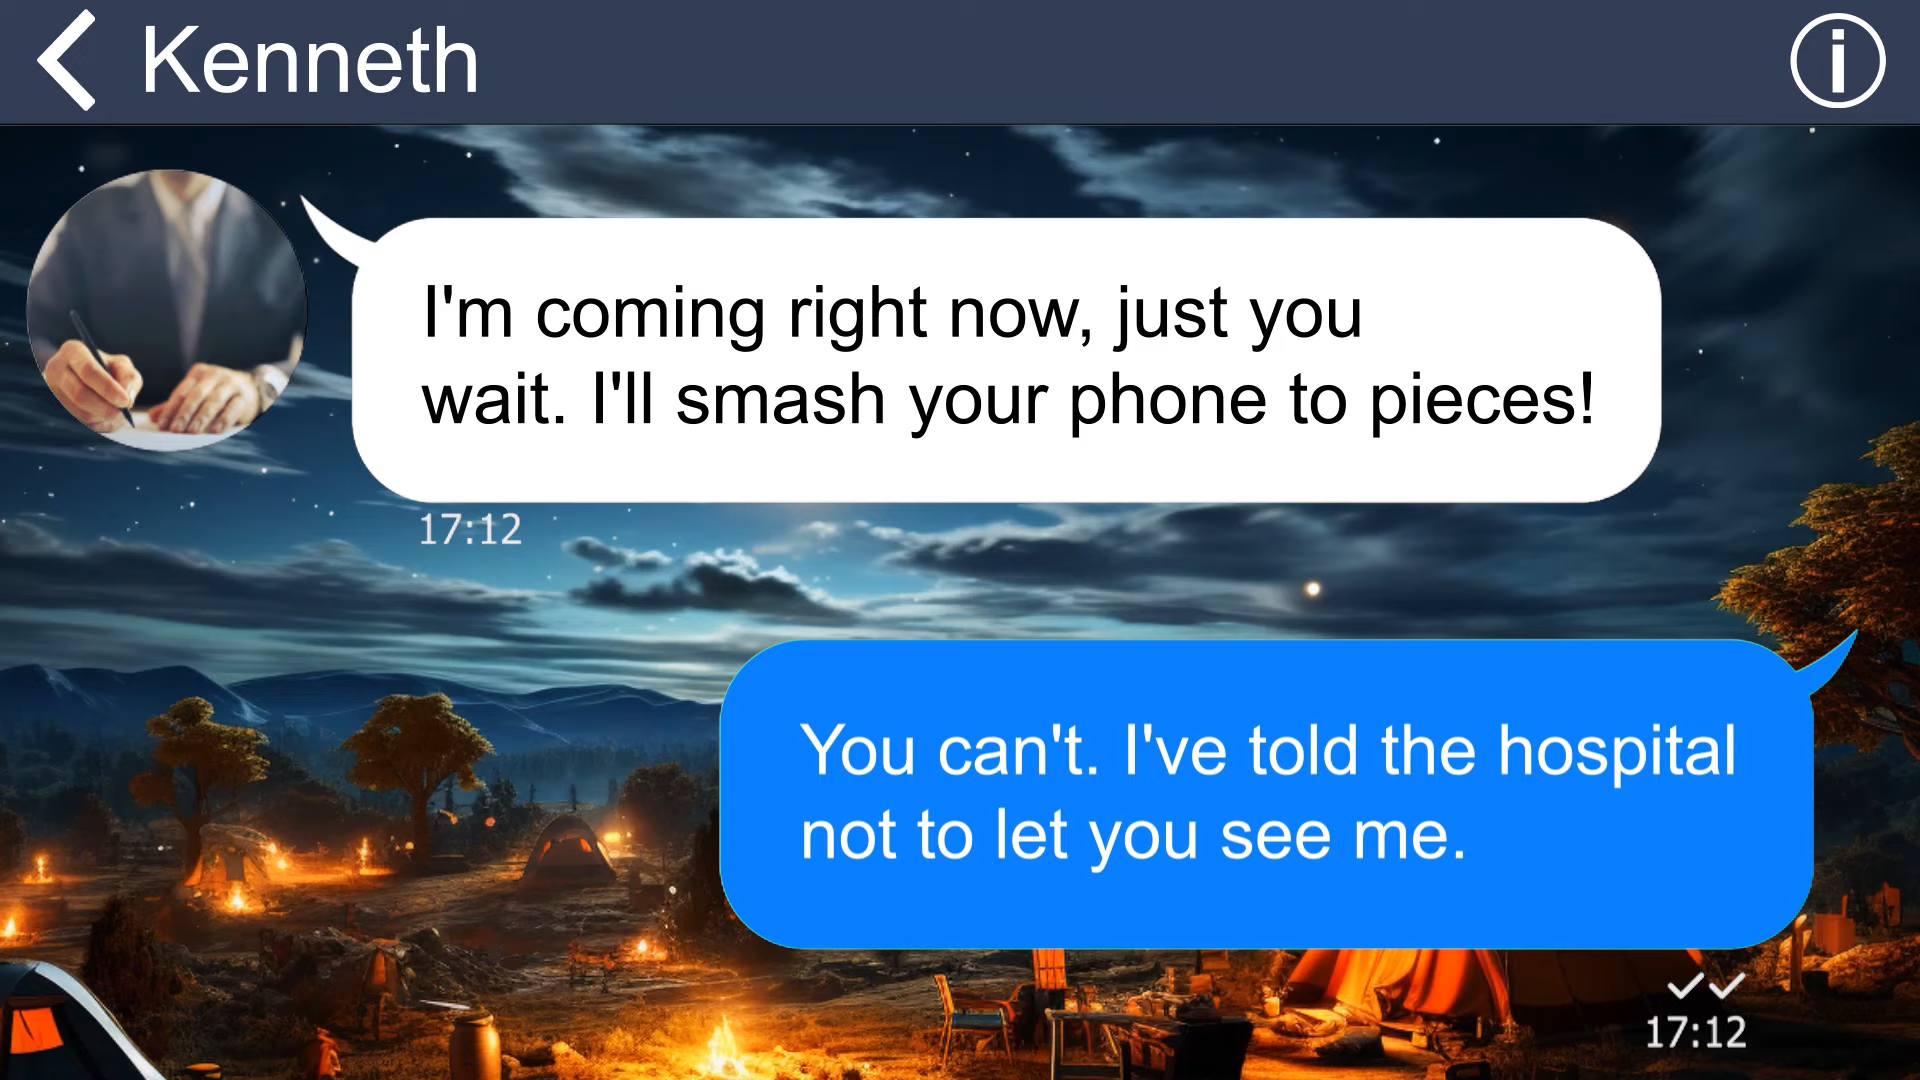 Kenneth
I'm coming right now, just you
wait. I'll smash your phone to pieces!
17:12
You can't. I've told the hospital
not to let you see me.
17:12